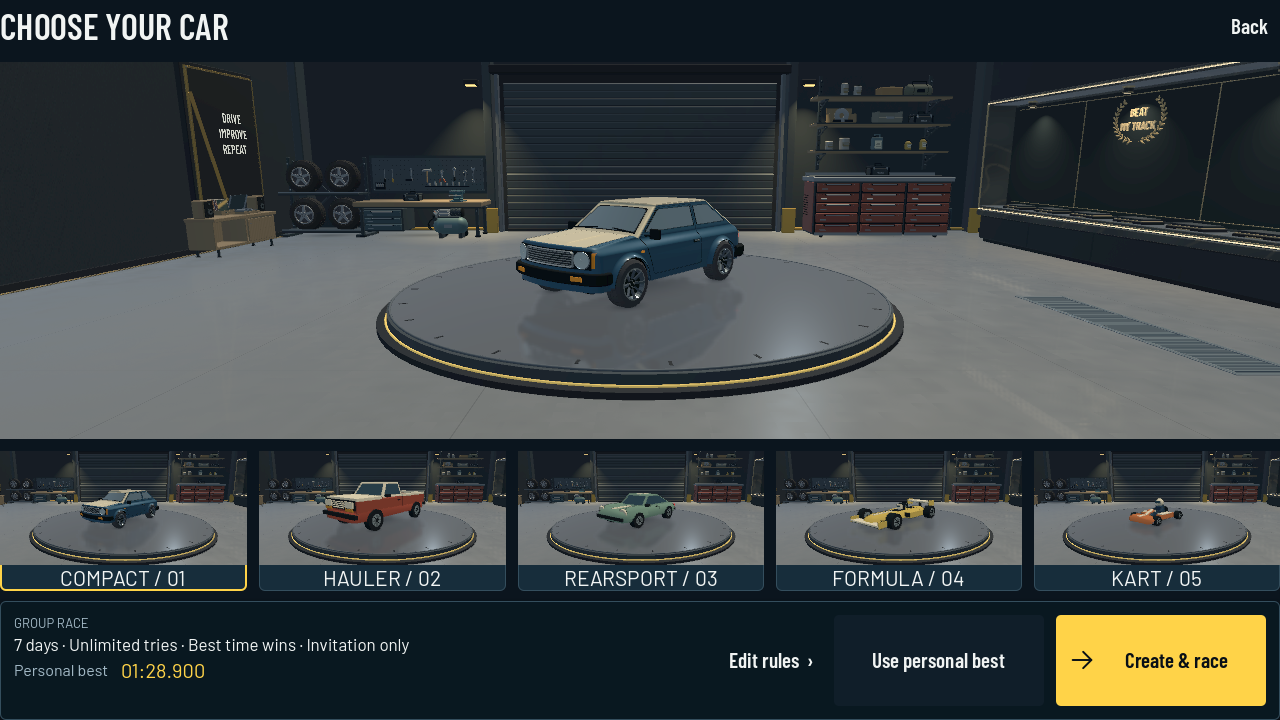 CHOOSE YOUR CAR
Back
DRIVE
IMPROVE
REPEAT
BEAT
MY TRACK
COMPACT / 01
HAULER / 02
REARSPORT / 03
FORMULA / 04
KART / 05
GROUP RACE
7 days · Unlimited tries · Best time wins · Invitation only
Personal best 01:28.900
Edit rules ›
Use personal best
→ Create & race